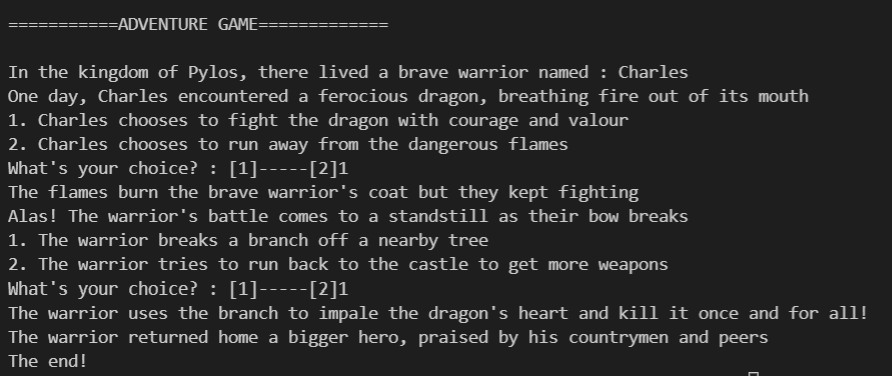 ===========ADVENTURE GAME=============
In the kingdom of Pylos, there lived a brave warrior named : Charles
One day, Charles encountered a ferocious dragon, breathing fire out of its mouth
1. Charles chooses to fight the dragon with courage and valour
2. Charles chooses to run away from the dangerous flames
What's your choice? : [1]-----[2]1
The flames burn the brave warrior's coat but they kept fighting
Alas! The warrior's battle comes to a standstill as their bow breaks
1. The warrior breaks a branch off a nearby tree
2. The warrior tries to run back to the castle to get more weapons
What's your choice? : [1]-----[2]1
The warrior uses the branch to impale the dragon's heart and kill it once and for all!
The warrior returned home a bigger hero, praised by his countrymen and peers
The end!